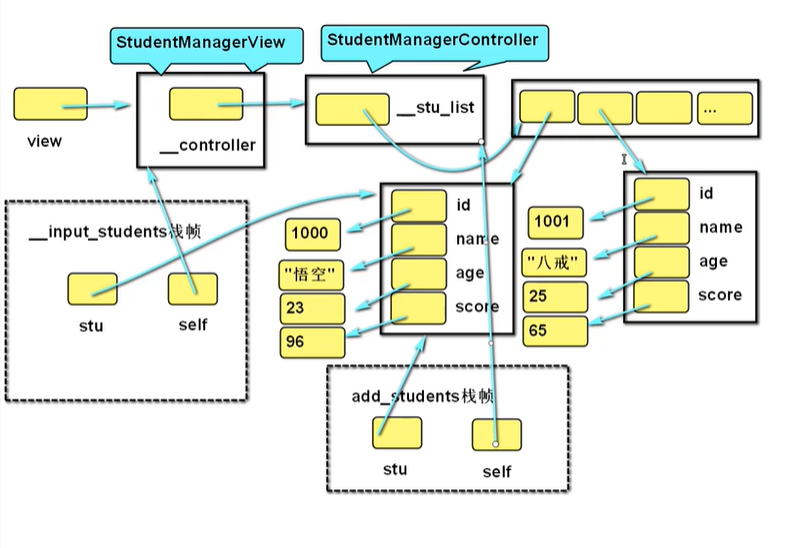 StudentManagerView
StudentManagerController
view
__controller
__stu_list
...
__input_students栈帧
stu
self
id
name
age
score
1000
"悟空"
23
96
id
name
age
score
1001
"八戒"
25
65
add_students栈帧
stu
self